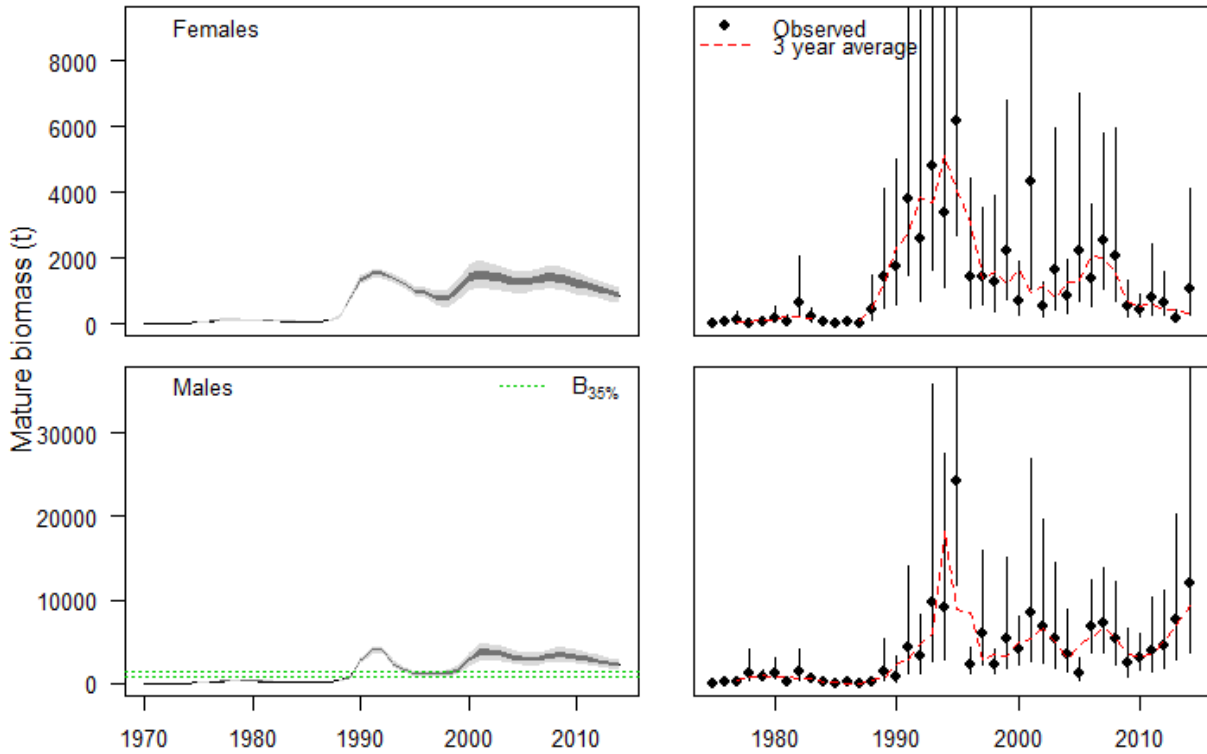 Females
Observed
3 year average
8000
6000
4000
2000
0
Mature biomass (t)
Males
B35%
30000
20000
10000
0
1970 1980 1990 2000 2010
1980 1990 2000 2010